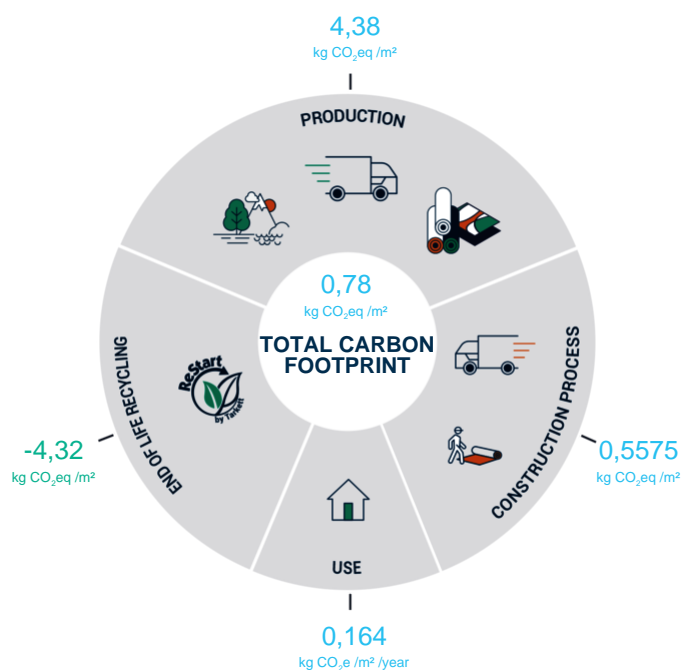 4,38
kg CO₂eq /m²
PRODUCTION
0,78
kg CO₂eq /m²
TOTAL CARBON
FOOTPRINT
END OF LIFE RECYCLING
ReStart
by Tarkett
CONSTRUCTION PROCESS
-4,32
kg CO₂eq /m²
0,5575
kg CO₂eq /m²
USE
0,164
kg CO₂e /m² /year